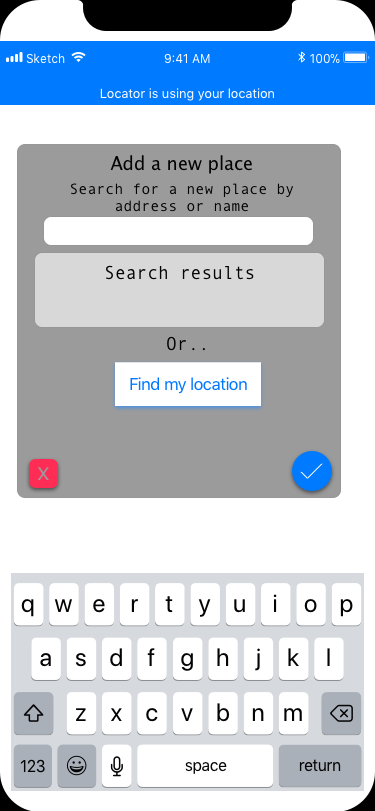 Sketch 9:41 AM 100%
Locator is using your location
Add a new place
Search for a new place by
address or name
Search results
Or..
Find my location
X
q w e r t y u i o p
a s d f g h j k l
z x c v b n m
123 space return